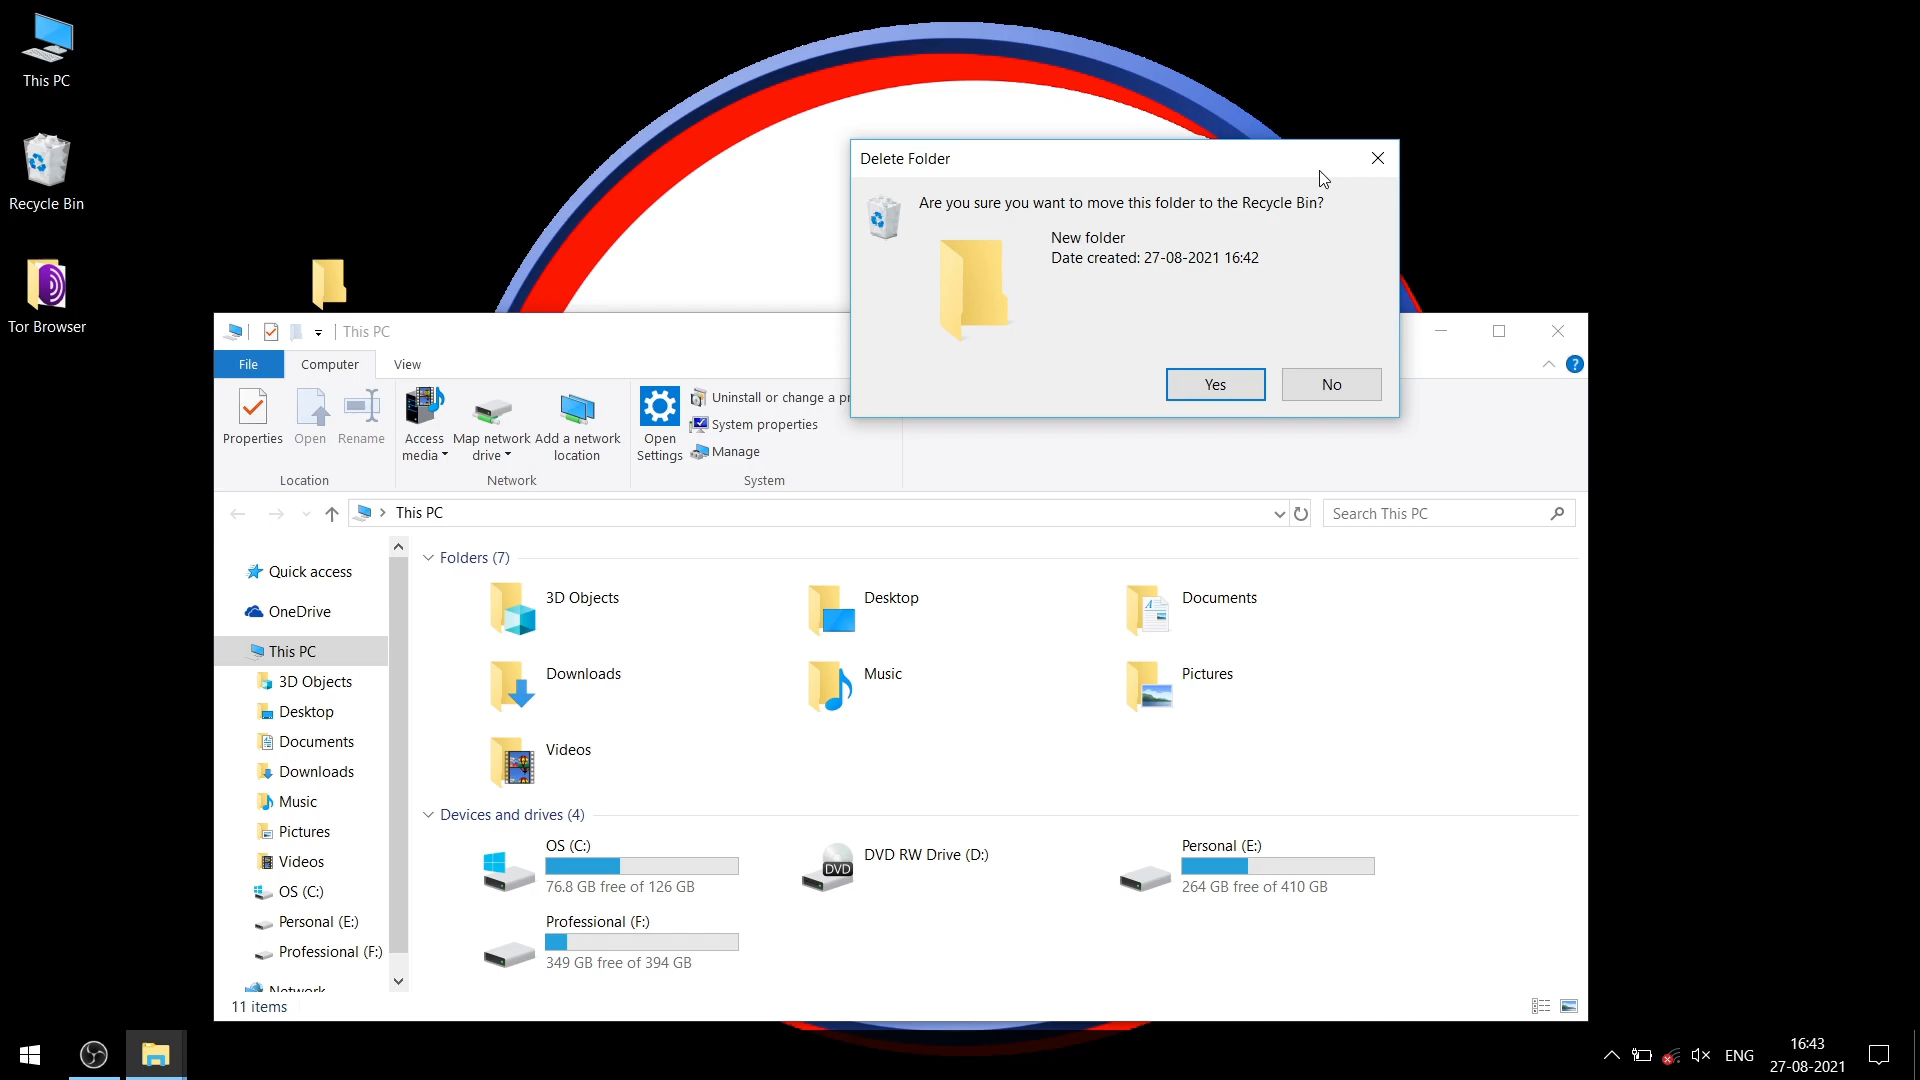 This PC
Recycle Bin
Tor Browser
Delete Folder
Are you sure you want to move this folder to the Recycle Bin?
New folder
Date created: 27-08-2021 16:42
Yes
No
This PC
File
Computer
View
Properties
Open
Rename
Location
Access
media
Map network
drive
Add a network
location
Network
Open
Settings
Uninstall or change a pr
System properties
Manage
System
This PC
Search This PC
Quick access
OneDrive
This PC
3D Objects
Desktop
Documents
Downloads
Music
Pictures
Videos
OS (C:)
Personal (E:)
Professional (F:)
Network
Folders (7)
3D Objects
Desktop
Documents
Downloads
Music
Pictures
Videos
Devices and drives (4)
OS (C:)
76.8 GB free of 126 GB
DVD
DVD RW Drive (D:)
Personal (E:)
264 GB free of 410 GB
Professional (F:)
349 GB free of 394 GB
11 items
ENG
16:43
27-08-2021